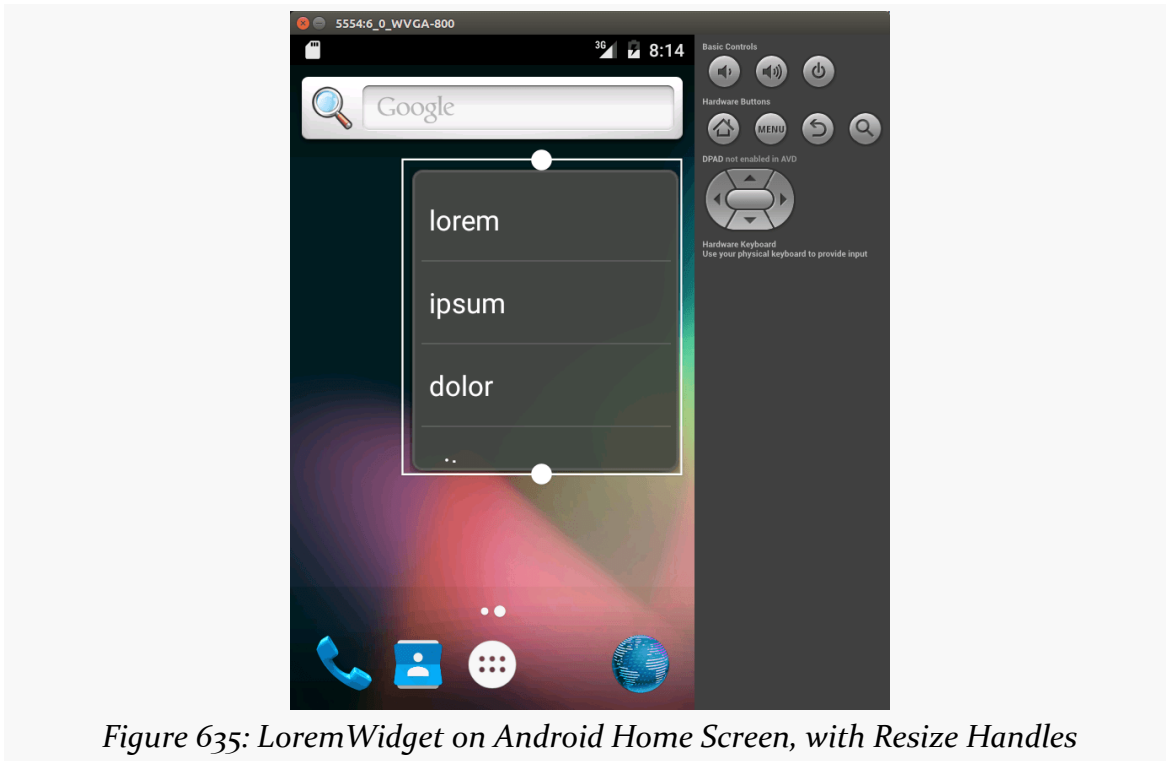 5554:6_0_WVGA-800
3G 8:14
Google
lorem
ipsum
dolor
Basic Controls
Hardware Buttons
MENU
DPAD not enabled in AVD
Hardware Keyboard
Use your physical keyboard to provide input
Figure 635: LoremWidget on Android Home Screen, with Resize Handles